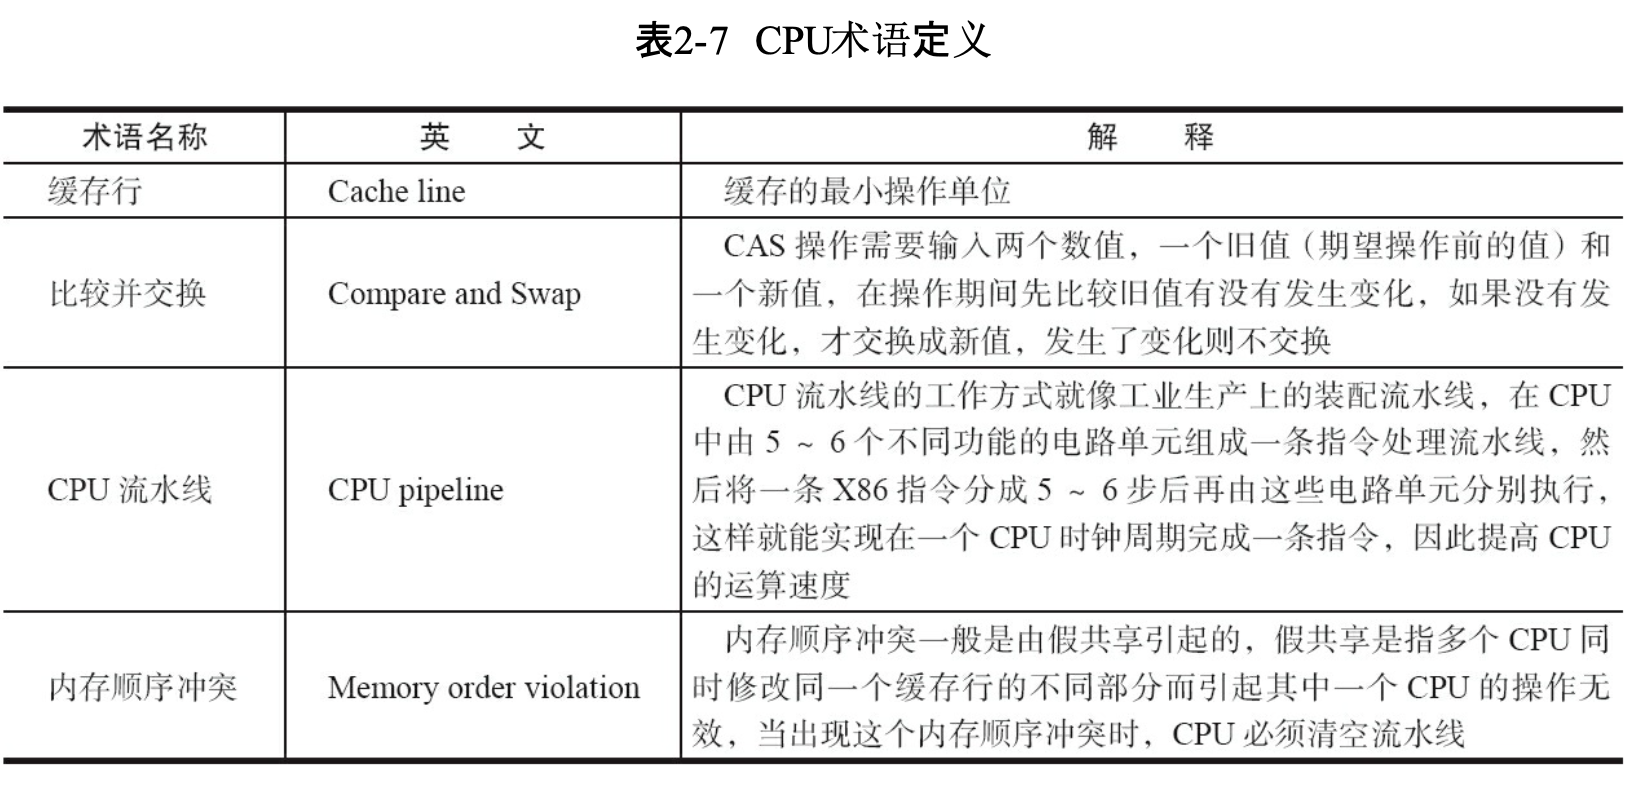 表2-7 CPU术语定义
术语名称 英 文 解 释
缓存行 Cache line 缓存的最小操作单位
比较并交换 Compare and Swap CAS 操作需要输入两个数值，一个旧值（期望操作前的值）和
一个新值，在操作期间先比较旧值有没有发生变化，如果没有发
生变化，才交换成新值，发生了变化则不交换
CPU 流水线 CPU pipeline CPU 流水线的工作方式就像工业生产上的装配流水线，在 CPU
中由 5 ～ 6 个不同功能的电路单元组成一条指令处理流水线，然
后将一条 X86 指令分成 5 ～ 6 步后再由这些电路单元分别执行，
这样就能实现在一个 CPU 时钟周期完成一条指令，因此提高 CPU
的运算速度
内存顺序冲突 Memory order violation 内存顺序冲突一般是由假共享引起的，假共享是指多个 CPU 同
时修改同一个缓存行的不同部分而引起其中一个 CPU 的操作无
效，当出现这个内存顺序冲突时，CPU 必须清空流水线